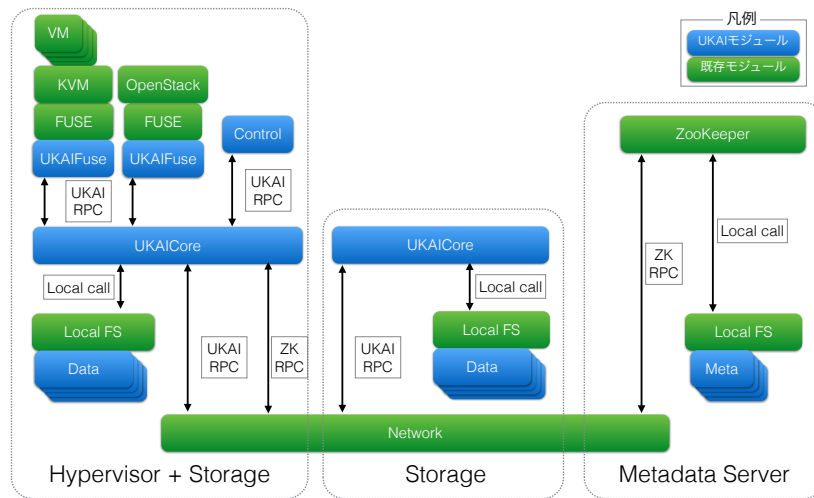 凡例
UKAIモジュール
既存モジュール
VM
KVM
OpenStack
FUSE
FUSE
UKAIFuse
UKAIFuse
Control
UKAI
RPC
UKAI
RPC
UKAICore
Local call
Local FS
Data
UKAI
RPC
ZK
RPC
Hypervisor + Storage
UKAICore
Local call
UKAI
RPC
Local FS
Data
Storage
Network
ZooKeeper
ZK
RPC
Local call
Local FS
Meta
Metadata Server